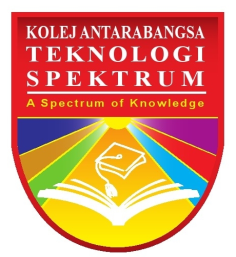 KOLEJ ANTARABANGSA
TEKNOLOGI
SPEKTRUM
A Spectrum of Knowledge